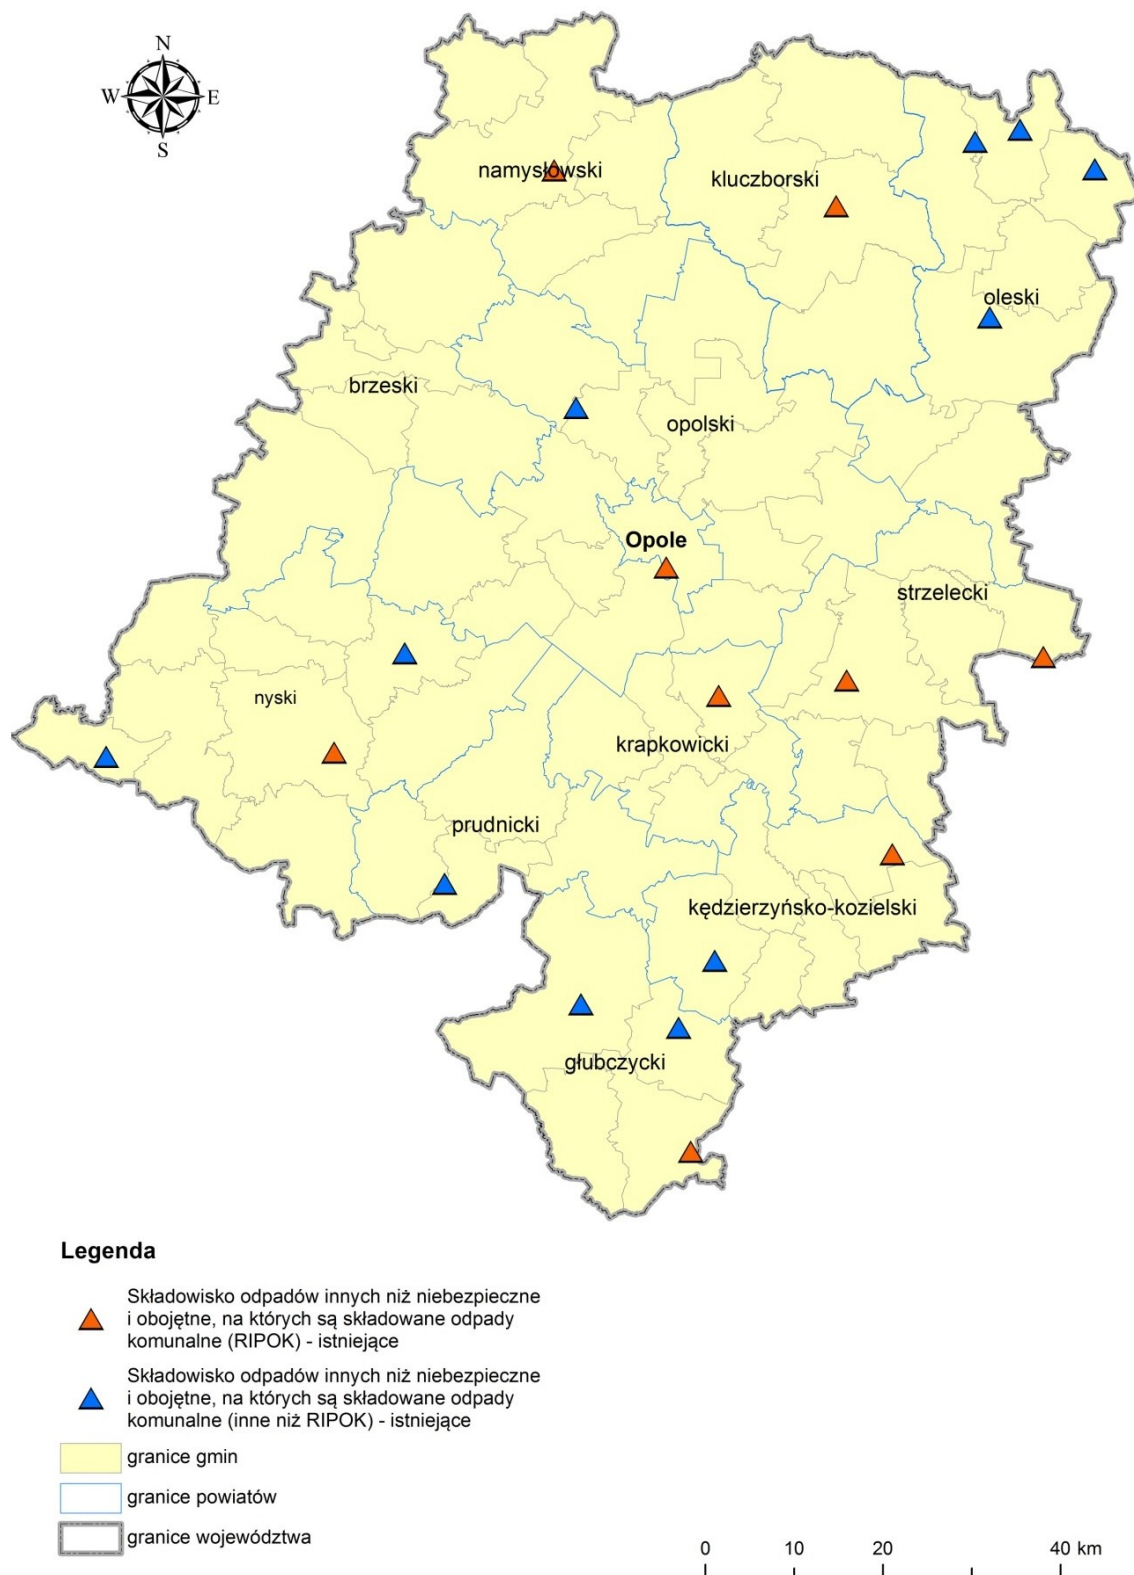 N
W E
S
namysłowski
kluczborski
oleski
brzeski
opolski
Opole
strzelecki
nyski
krapkowicki
prudnicki
kędzierzyńsko-kozielski
głubczycki
Legenda
Składowisko odpadów innych niż niebezpieczne
i obojętne, na których są składowane odpady
komunalne (RIPOK) - istniejące
Składowisko odpadów innych niż niebezpieczne
i obojętne, na których są składowane odpady
komunalne (inne niż RIPOK) - istniejące
granice gmin
granice powiatów
granice województwa
0 10 20 40 km